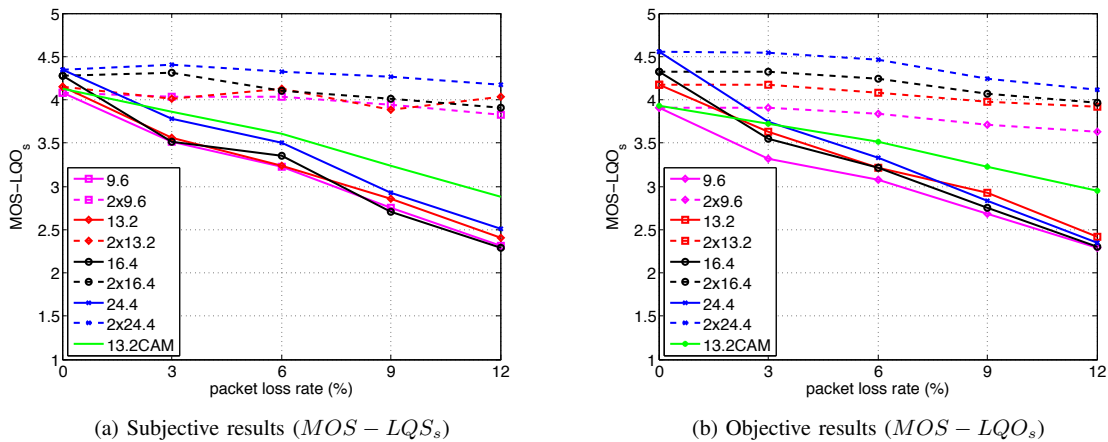 5
4.5
4
3.5
3
2.5
2
1.5
1
MOS−LQOs
9.6
2x9.6
13.2
2x13.2
16.4
2x16.4
24.4
2x24.4
13.2CAM
0 3 6 9 12
packet loss rate (%)
(a) Subjective results (MOS − LQSs)
5
4.5
4
3.5
3
2.5
2
1.5
1
MOS−LQOs
9.6
2x9.6
13.2
2x13.2
16.4
2x16.4
24.4
2x24.4
13.2CAM
0 3 6 9 12
packet loss rate (%)
(b) Objective results (MOS − LQOs)